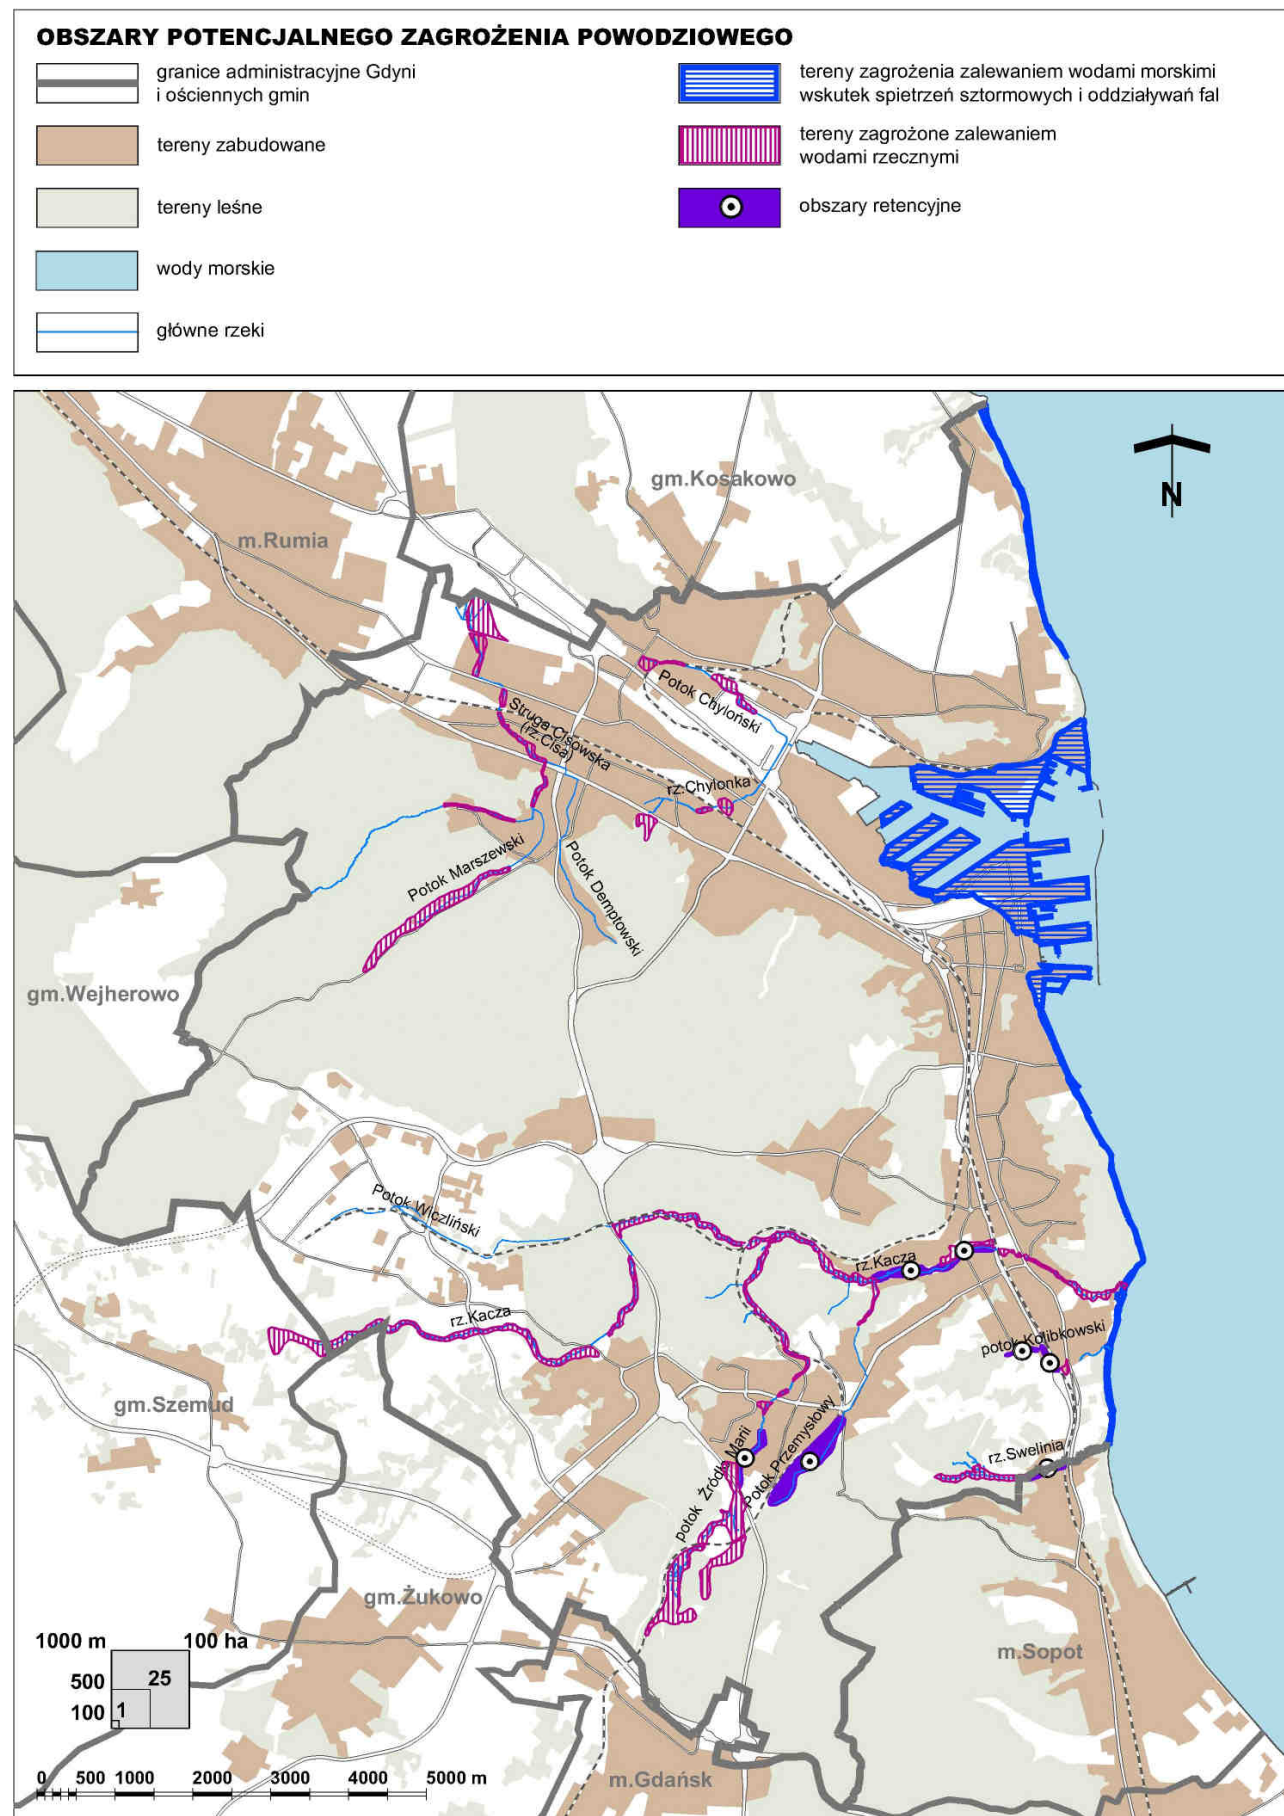 OBSZARY POTENCJALNEGO ZAGROŻENIA POWODZIOWEGO
granice administracyjne Gdyni
i ościennych gmin
tereny zabudowane
tereny leśne
wody morskie
główne rzeki
tereny zagrożenia zalewaniem wodami morskimi
wskutek spietrzeń sztormowych i oddziaływań fal
tereny zagrożone zalewaniem
wodami rzecznymi
obszary retencyjne
N
gm.Kosakowo
m.Rumia
Potok Chyloński
Struga Cisowska
(rz.Cisa)
rz.Chylonka
Potok Marszewski
Potok Demptowski
gm.Wejherowo
Potok Wiczliński
rz.Kacza
rz.Kacza
potok Kolibkowski
gm.Szemud
potok Źródło Marii
Potok Przemysłowy
rz.Swelinia
gm.Żukowo
m.Sopot
m.Gdańsk
1000 m
100 ha
500
25
100
1
0 500 1000 2000 3000 4000 5000 m